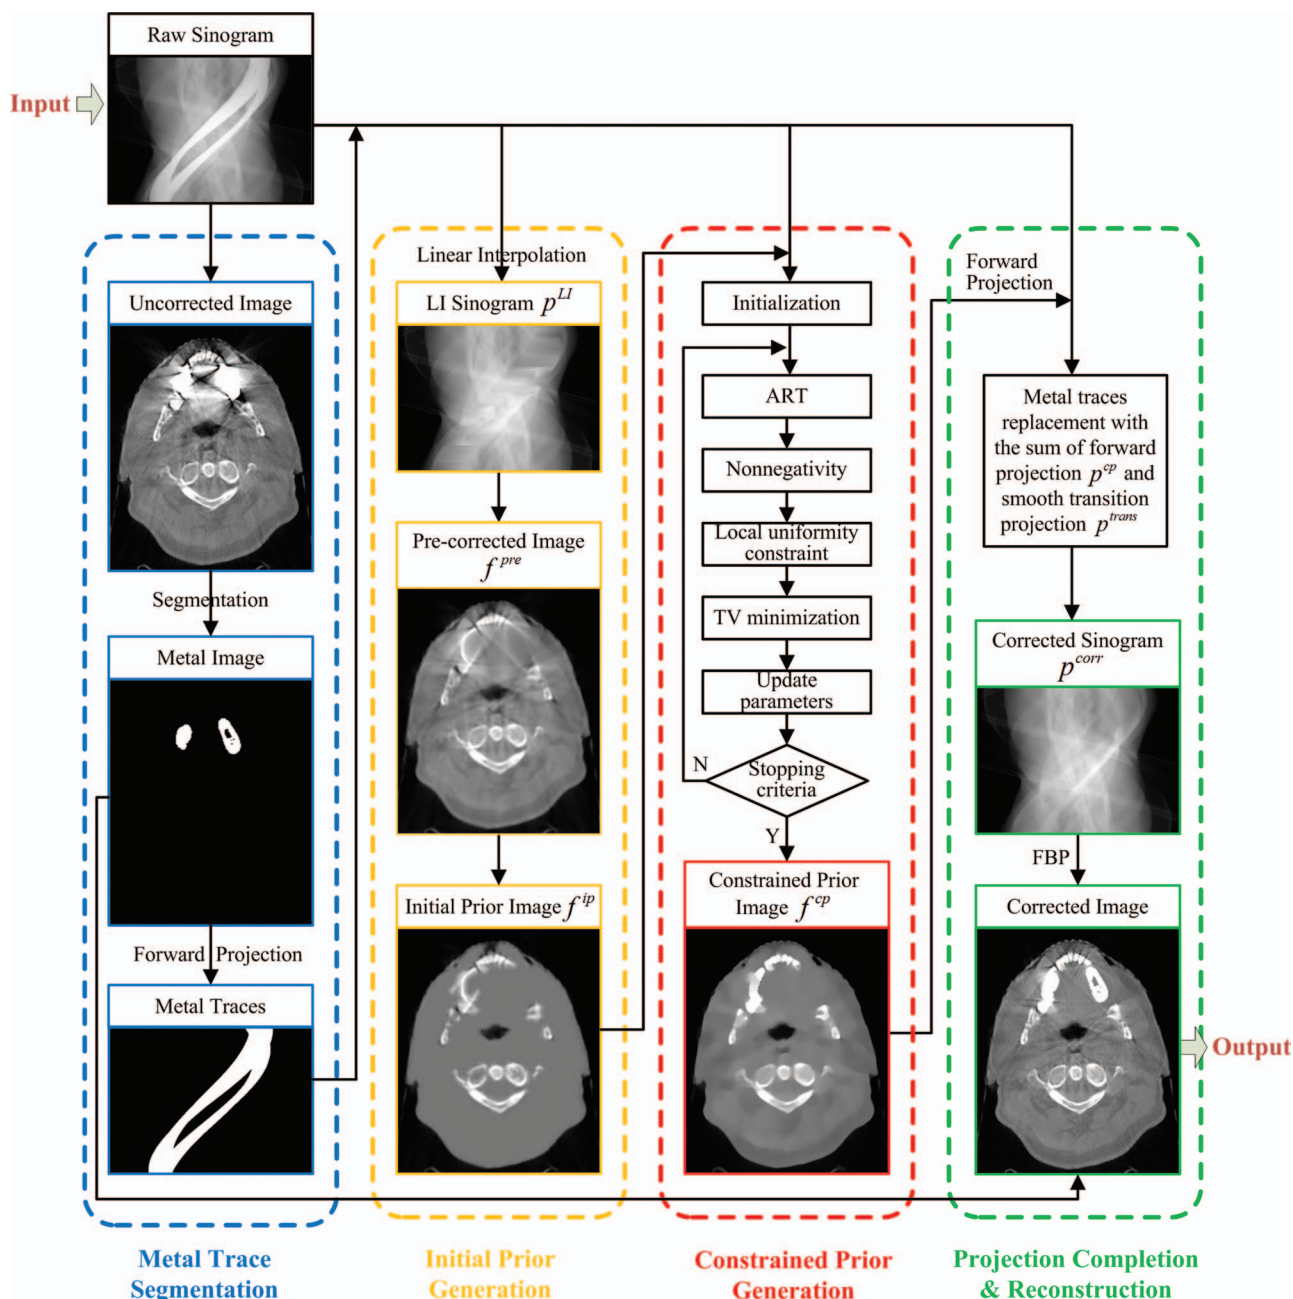 Raw Sinogram
Input
Uncorrected Image
Segmentation
Metal Image
Forward Projection
Metal Traces
Metal Trace
Segmentation
Linear Interpolation
LI Sinogram p^LI
Pre-corrected Image
f^pre
Initial Prior Image f^ip
Initial Prior
Generation
Initialization
ART
Nonnegativity
Local uniformity
constraint
TV minimization
Update
parameters
Stopping
criteria
N
Y
Constrained Prior
Image f^cp
Constrained Prior
Generation
Forward
Projection
Metal traces
replacement with
the sum of forward
projection p^cp and
smooth transition
projection p^trans
Corrected Sinogram
p^corr
FBP
Corrected Image
Output
Projection Completion
& Reconstruction